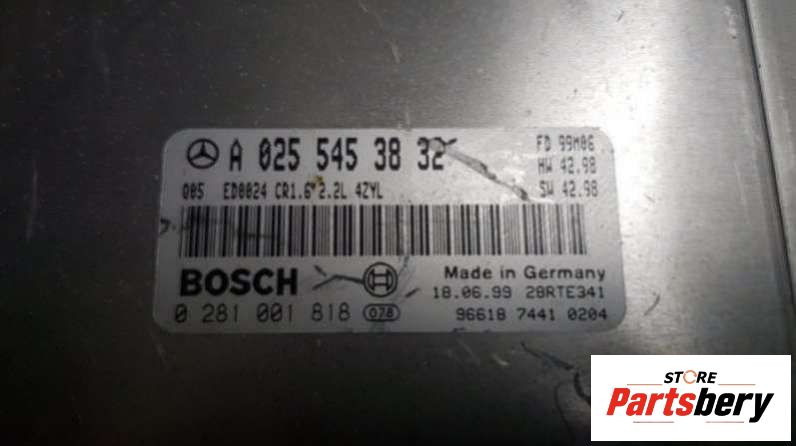 A 025 545 38 32
FD 99M06
HW 42.98
Q05 ED0024 CR1.6 2.2L 4ZYL
SW 42.98
BOSCH
Made in Germany
18.06.99 28RTE341
0 281 001 818 078
96618 7441 0204
STORE
Partsbery